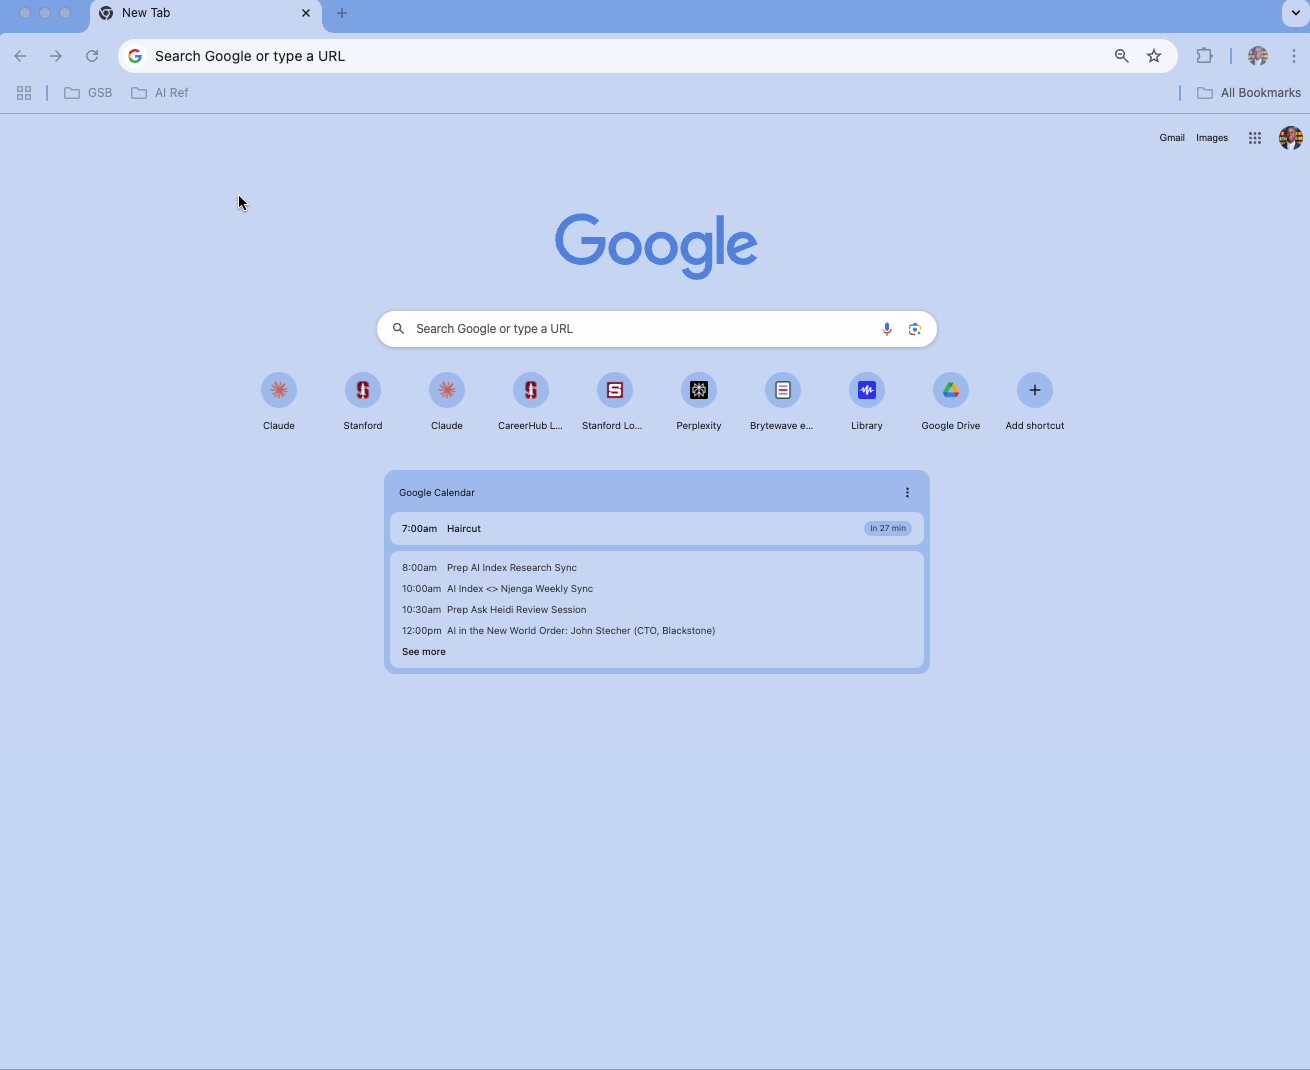 New Tab
Search Google or type a URL
GSB
AI Ref
All Bookmarks
Gmail Images
Google
Search Google or type a URL
Claude
Stanford
Claude
CareerHub L...
Stanford Lo...
Perplexity
Brytewave e...
Library
Google Drive
Add shortcut
Google Calendar
7:00am Haircut In 27 min
8:00am Prep AI Index Research Sync
10:00am AI Index <> Njenga Weekly Sync
10:30am Prep Ask Heidi Review Session
12:00pm AI in the New World Order: John Stecher (CTO, Blackstone)
See more